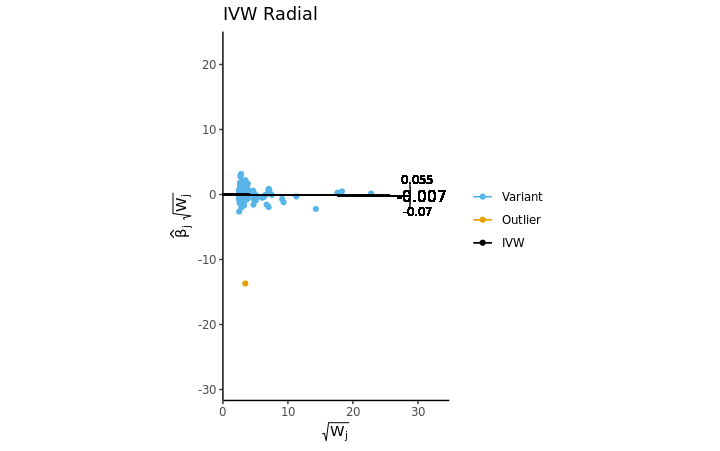 IVW Radial
20
10
0
-10
-20
-30
β̂j √Wj
0.055
-0.007
-0.07
0 10 20 30
√Wj
Variant
Outlier
IVW